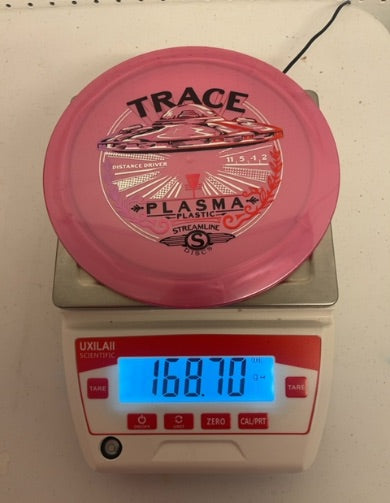 TRACE
DISTANCE DRIVER
11, 5, -1, 2
PLASMA
PLASTIC
STREAMLINE
S
DISCS
UXILAII
SCIENTIFIC
168.70
TARE
TARE
ZERO
CAL/PRT